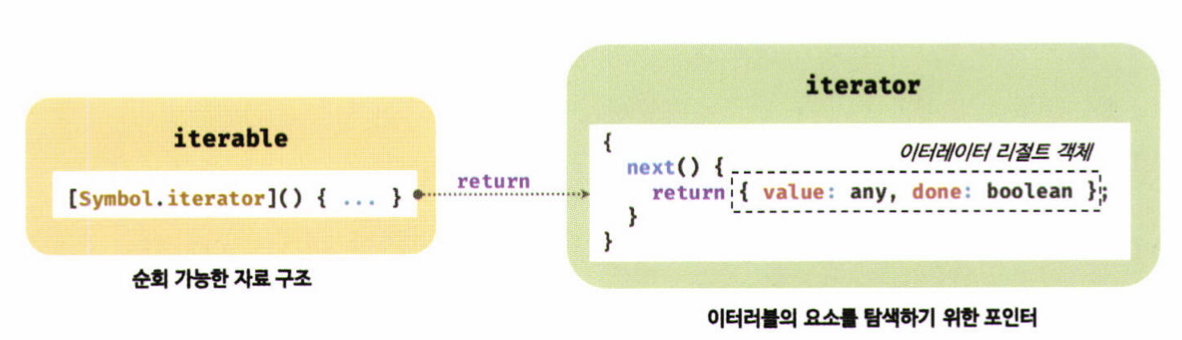 iterable
[Symbol.iterator]() { ... }
순회 가능한 자료 구조
return
iterator
{
이터레이터 리절트 객체
next() {
return { value: any, done: boolean };
}
}
이터러블의 요소를 탐색하기 위한 포인터